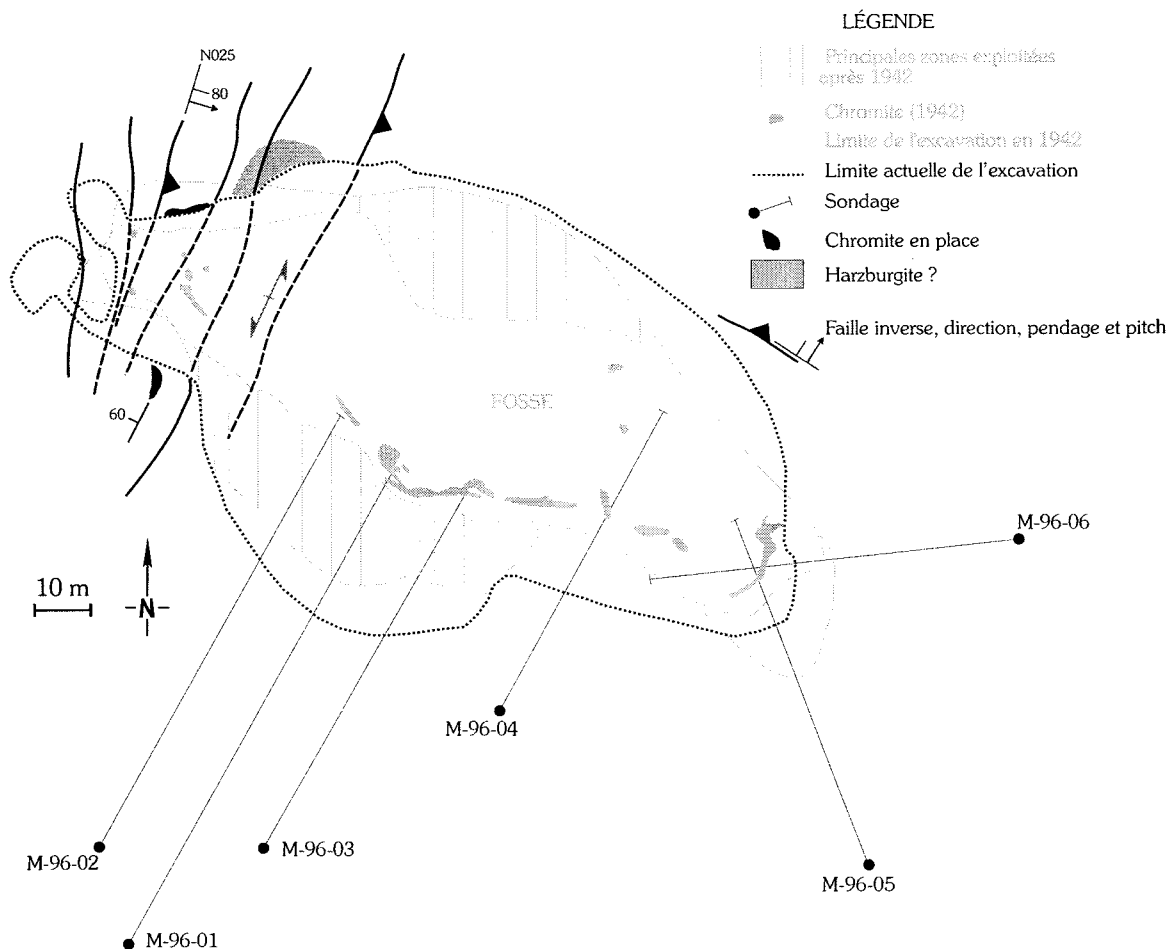 LÉGENDE
Principales zones exploitées
après 1942
Chromite (1942)
Limite de l'excavation en 1942
Limite actuelle de l'excavation
Sondage
Chromite en place
Harzburgite ?
Faille inverse, direction, pendage et pitch
N025
80
60
FOSSE
10 m
-N-
M-96-06
M-96-04
M-96-02
M-96-03
M-96-05
M-96-01